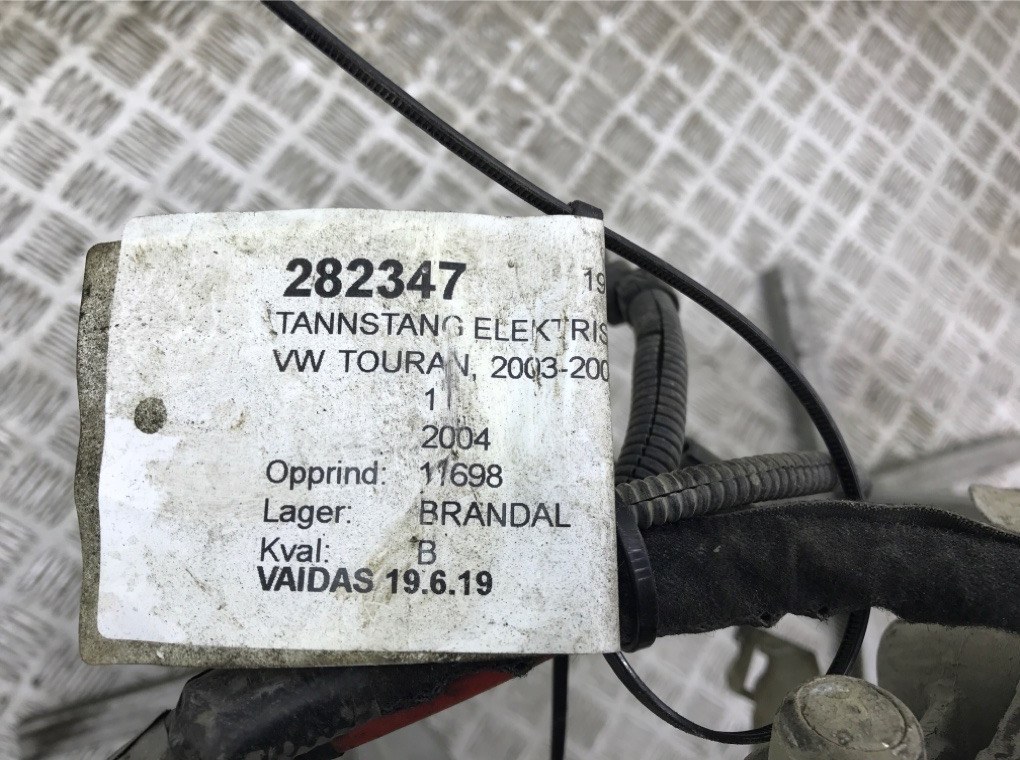 282347 19
TANNSTANG ELEKTRIS
VW TOURAN, 2003-200
1
2004
Opprind: 11698
Lager: BRANDAL
Kval: B
VAIDAS 19.6.19